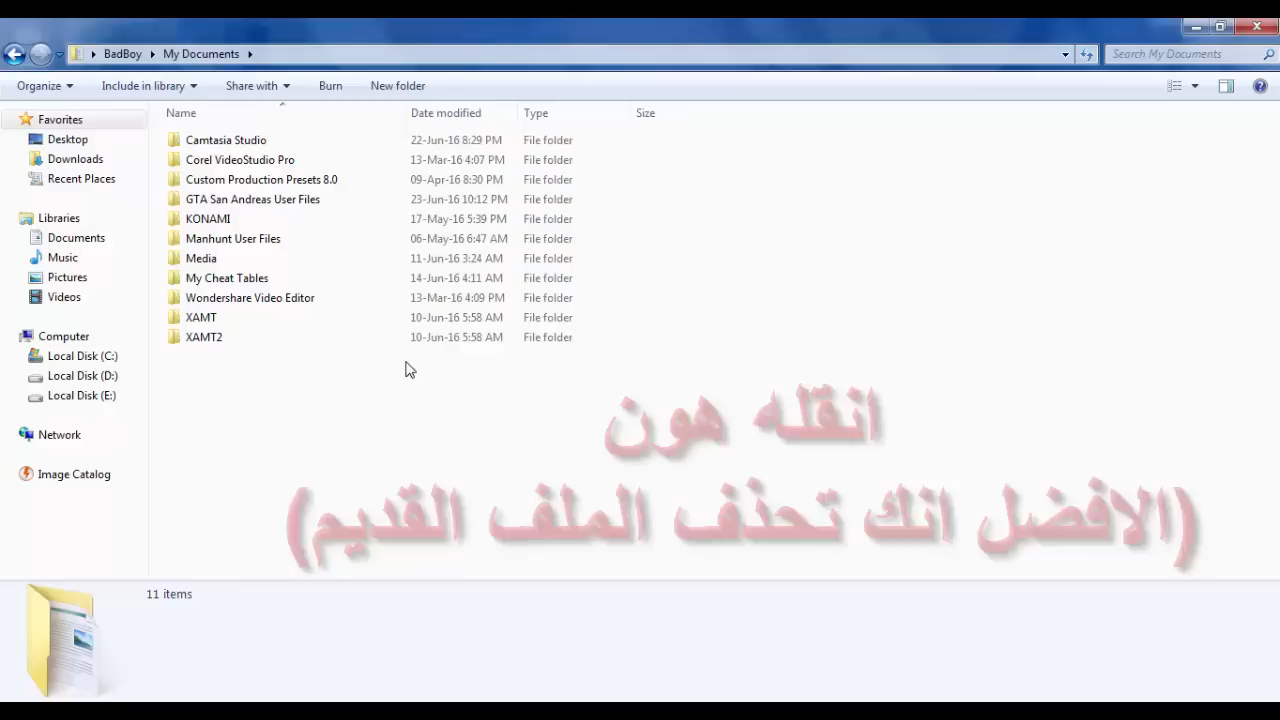 BadBoy My Documents
Search My Documents
Organize Include in library Share with Burn New folder
Name Date modified Type Size
Favorites
Desktop
Downloads
Recent Places
Libraries
Documents
Music
Pictures
Videos
Computer
Local Disk (C:)
Local Disk (D:)
Local Disk (E:)
Network
Image Catalog
Camtasia Studio 22-Jun-16 8:29 PM File folder
Corel VideoStudio Pro 13-Mar-16 4:07 PM File folder
Custom Production Presets 8.0 09-Apr-16 8:30 PM File folder
GTA San Andreas User Files 23-Jun-16 10:12 PM File folder
KONAMI 17-May-16 5:39 PM File folder
Manhunt User Files 06-May-16 6:47 AM File folder
Media 11-Jun-16 3:24 AM File folder
My Cheat Tables 14-Jun-16 4:11 AM File folder
Wondershare Video Editor 13-Mar-16 4:09 PM File folder
XAMT 10-Jun-16 5:58 AM File folder
XAMT2 10-Jun-16 5:58 AM File folder
انقله هون
(الافضل انك تحذف الملف القديم)
11 items